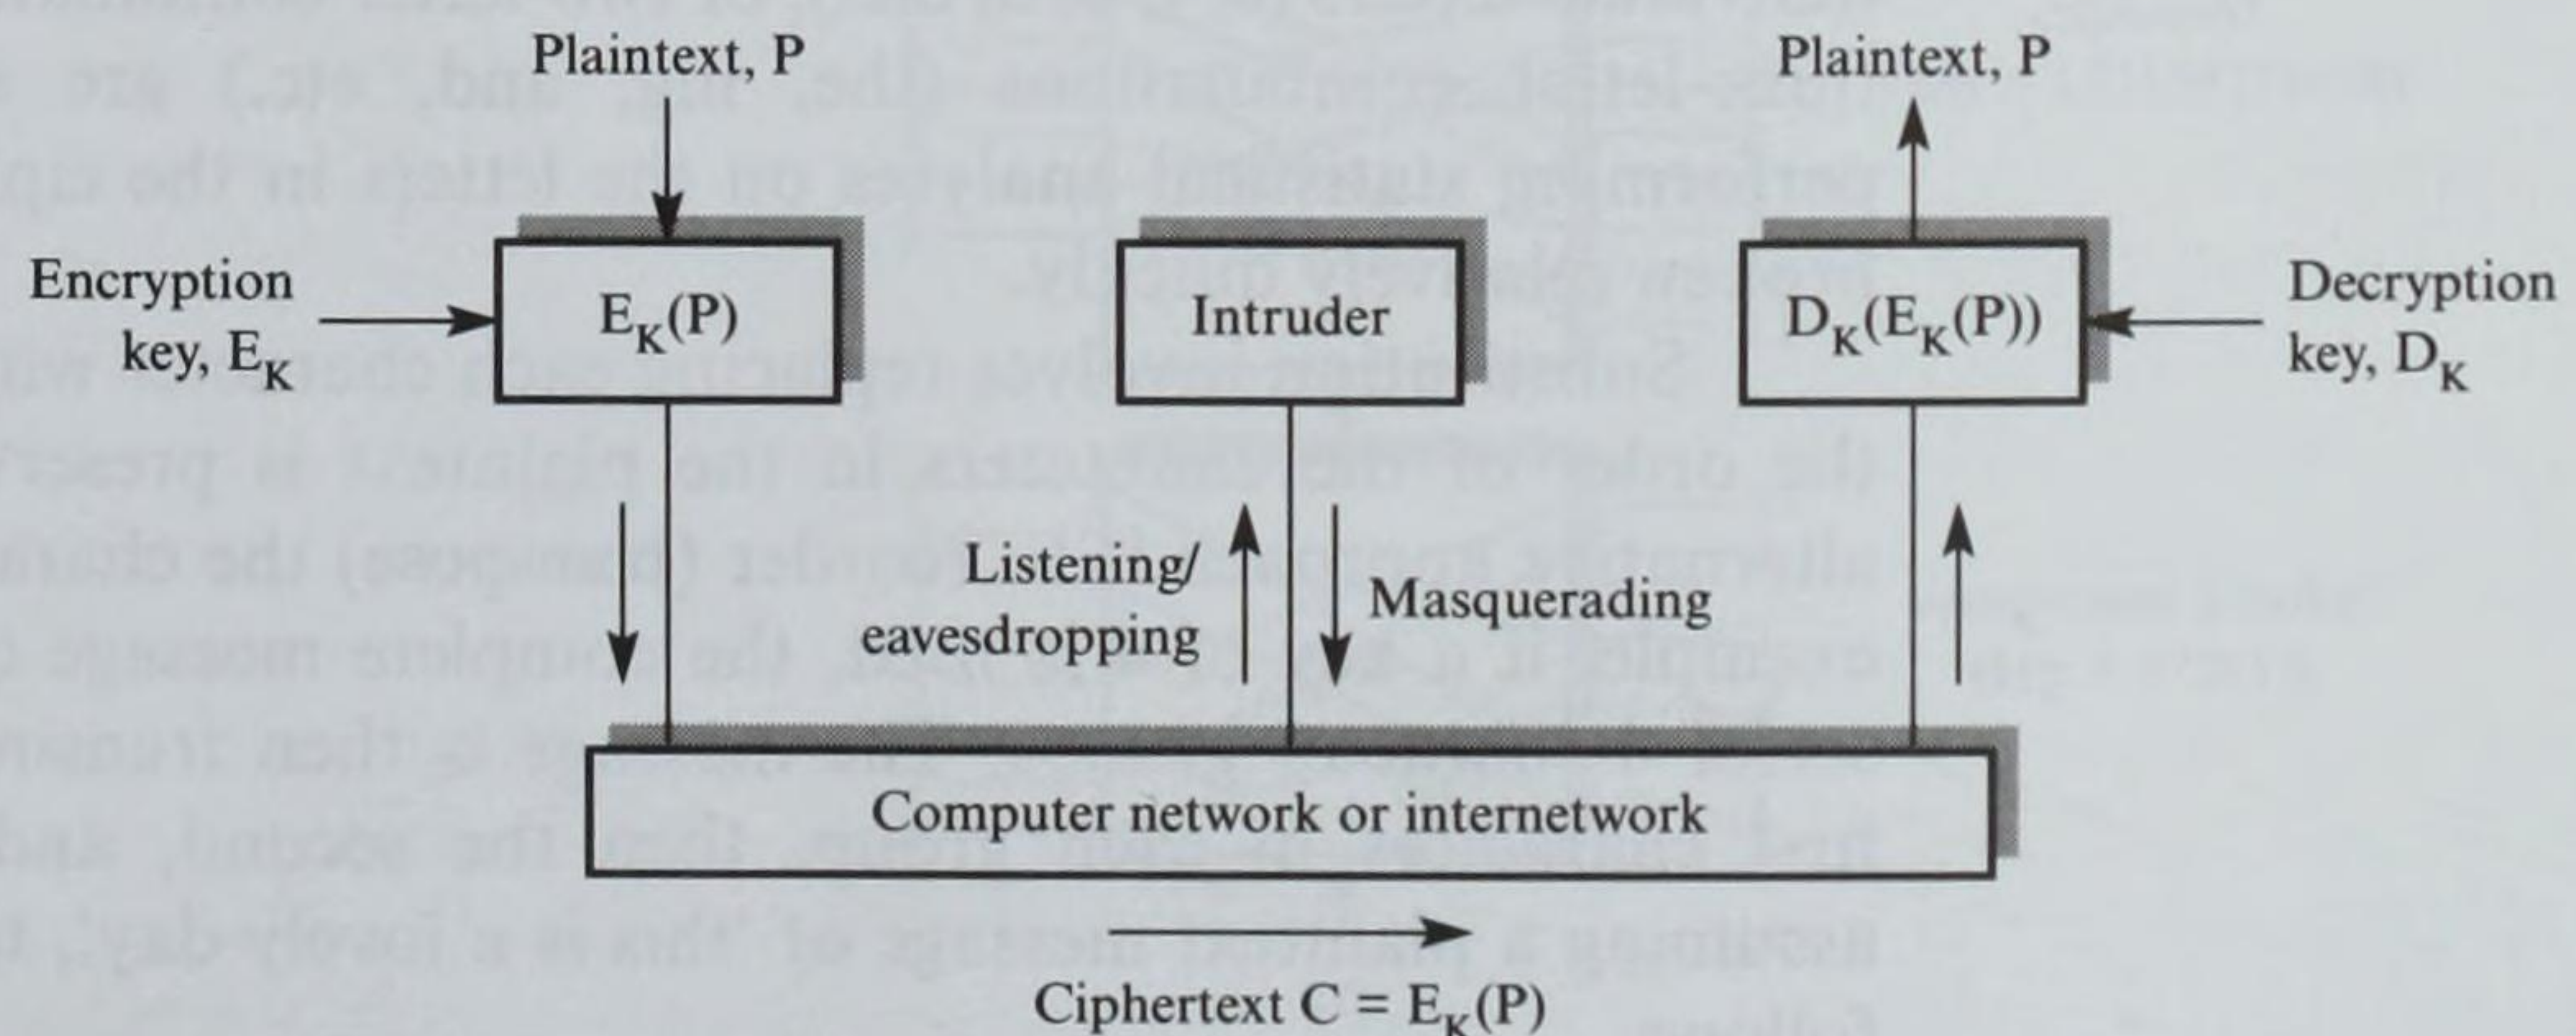 Plaintext, P
Plaintext, P
Encryption
key, E_K
E_K(P)
Intruder
D_K(E_K(P))
Decryption
key, D_K
Listening/
eavesdropping
Masquerading
Computer network or internetwork
Ciphertext C = E_K(P)